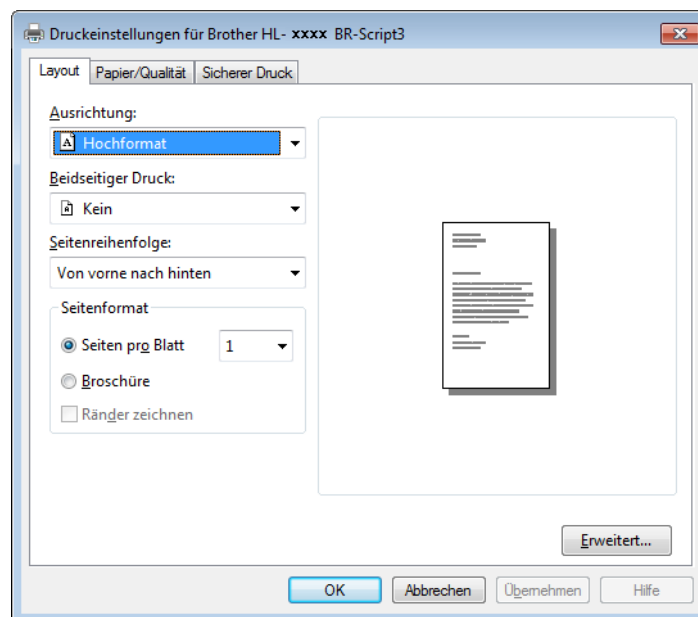 Druckeinstellungen für Brother HL- xxxx BR-Script3
Layout Papier/Qualität Sicherer Druck
Ausrichtung:
Hochformat
Beidseitiger Druck:
Kein
Seitenreihenfolge:
Von vorne nach hinten
Seitenformat
Seiten pro Blatt 1
Broschüre
Ränder zeichnen
Erweitert...
OK Abbrechen Übernehmen Hilfe